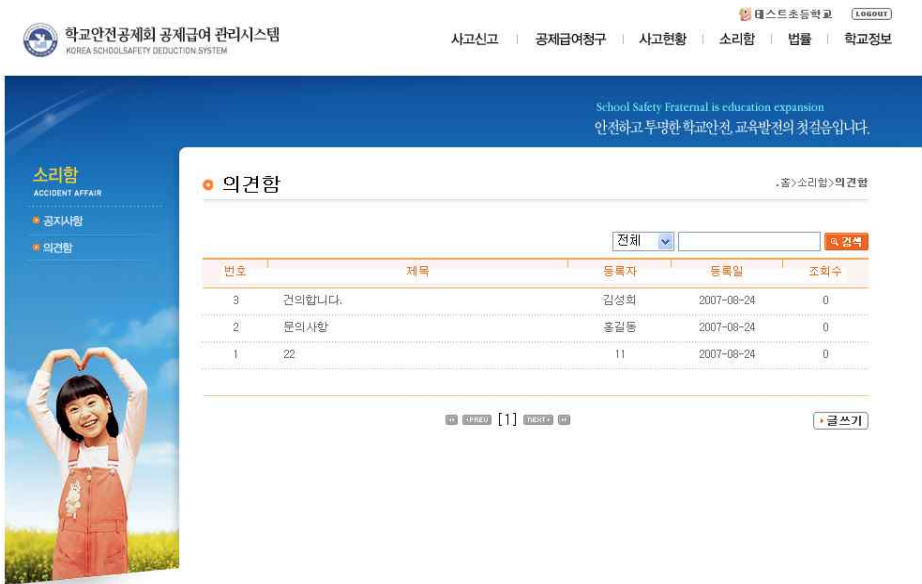 테스트초등학교 LOGOUT
학교안전공제회 공제급여 관리시스템
KOREA SCHOOLSAFETY DEDUCTION SYSTEM
사고신고 | 공제급여청구 | 사고현황 | 소리함 | 법률 | 학교정보
School Safety Fraternal is education expansion
안전하고 투명한 학교안전, 교육발전의 첫걸음입니다.
소리함
ACCIDENT AFFAIR
공지사항
의견함
의견함
홈>소리함>의견함
전체 검색
번호 제목 등록자 등록일 조회수
3 건의합니다. 김성희 2007-08-24 0
2 문의사항 홍길동 2007-08-24 0
1 22 11 2007-08-24 0
PREV [1] NEXT
글쓰기